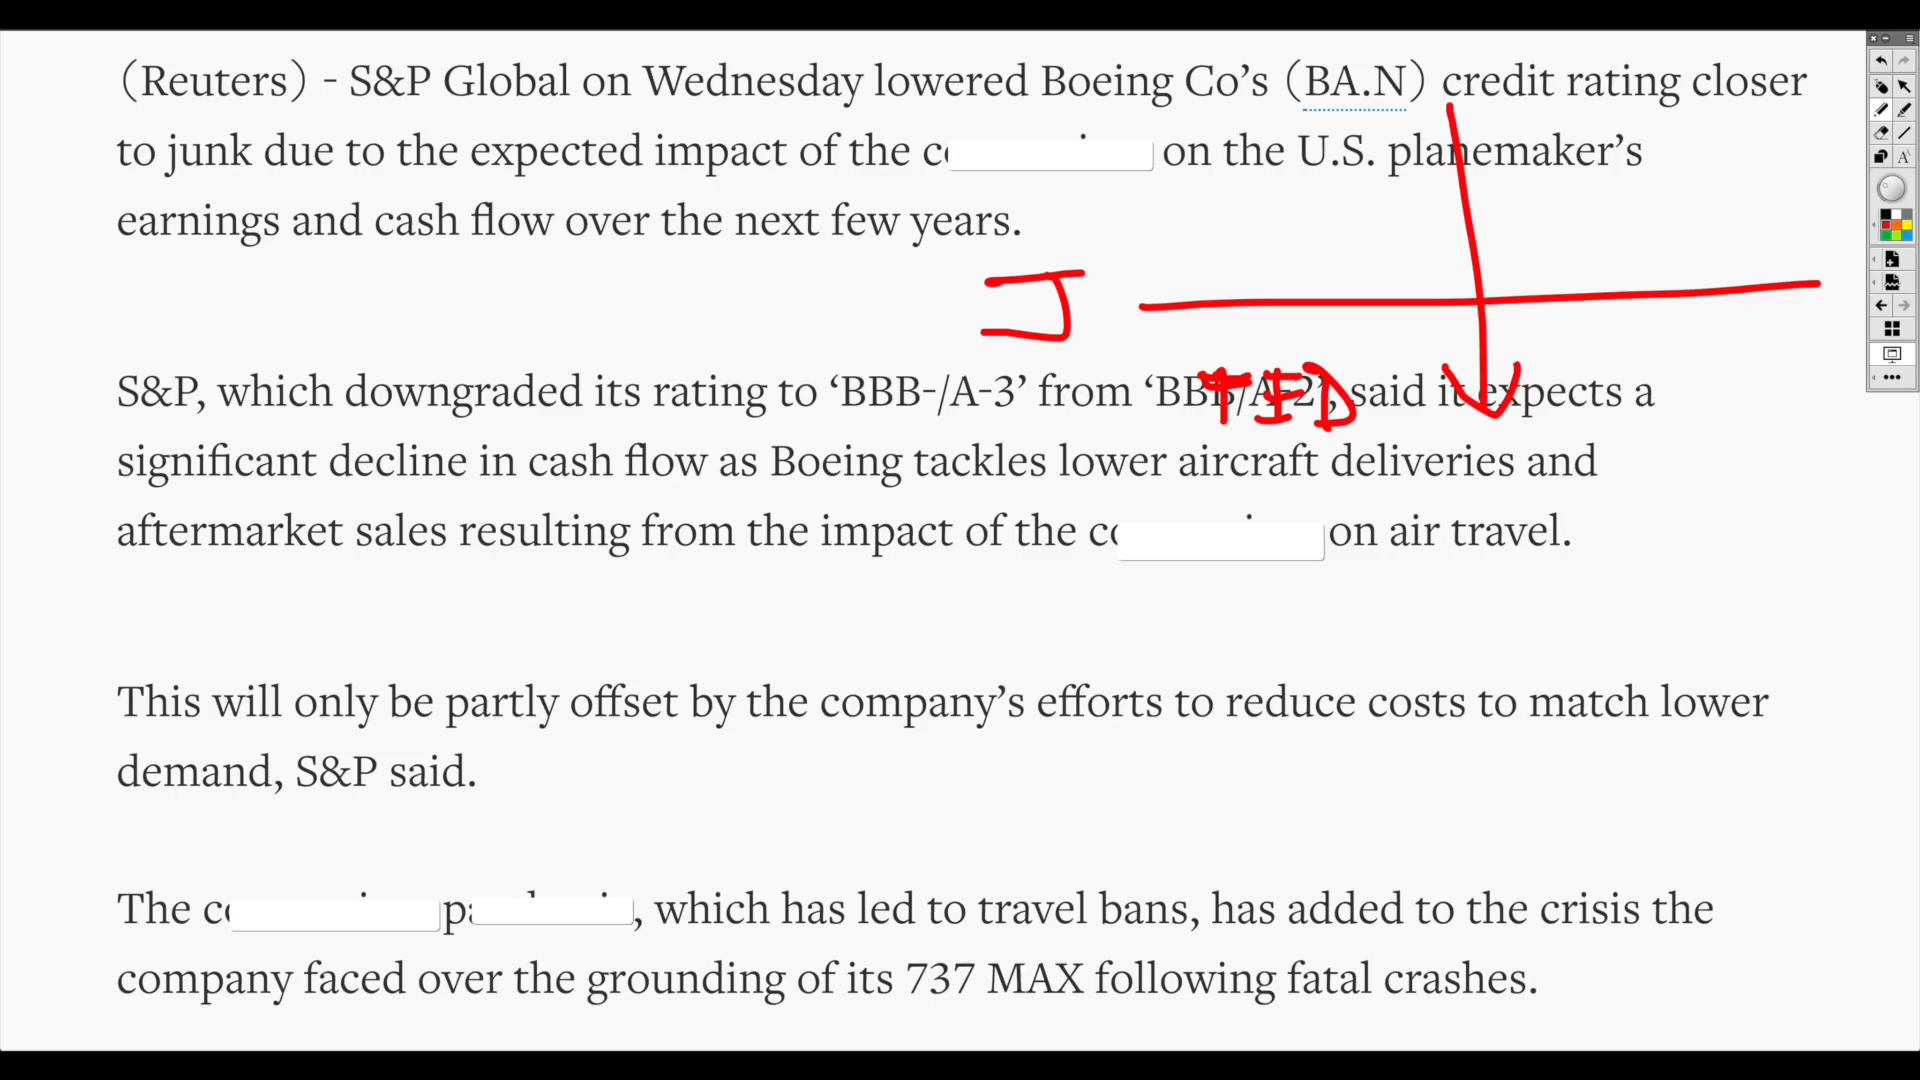 (Reuters) - S&P Global on Wednesday lowered Boeing Co’s (BA.N) credit rating closer
to junk due to the expected impact of the on the U.S. planemaker’s
earnings and cash flow over the next few years.
S&P, which downgraded its rating to ‘BBB-/A-3’ from ‘BBB/A-2’, said it expects a
significant decline in cash flow as Boeing tackles lower aircraft deliveries and
aftermarket sales resulting from the impact of the on air travel.
This will only be partly offset by the company’s efforts to reduce costs to match lower
demand, S&P said.
The , which has led to travel bans, has added to the crisis the
company faced over the grounding of its 737 MAX following fatal crashes.